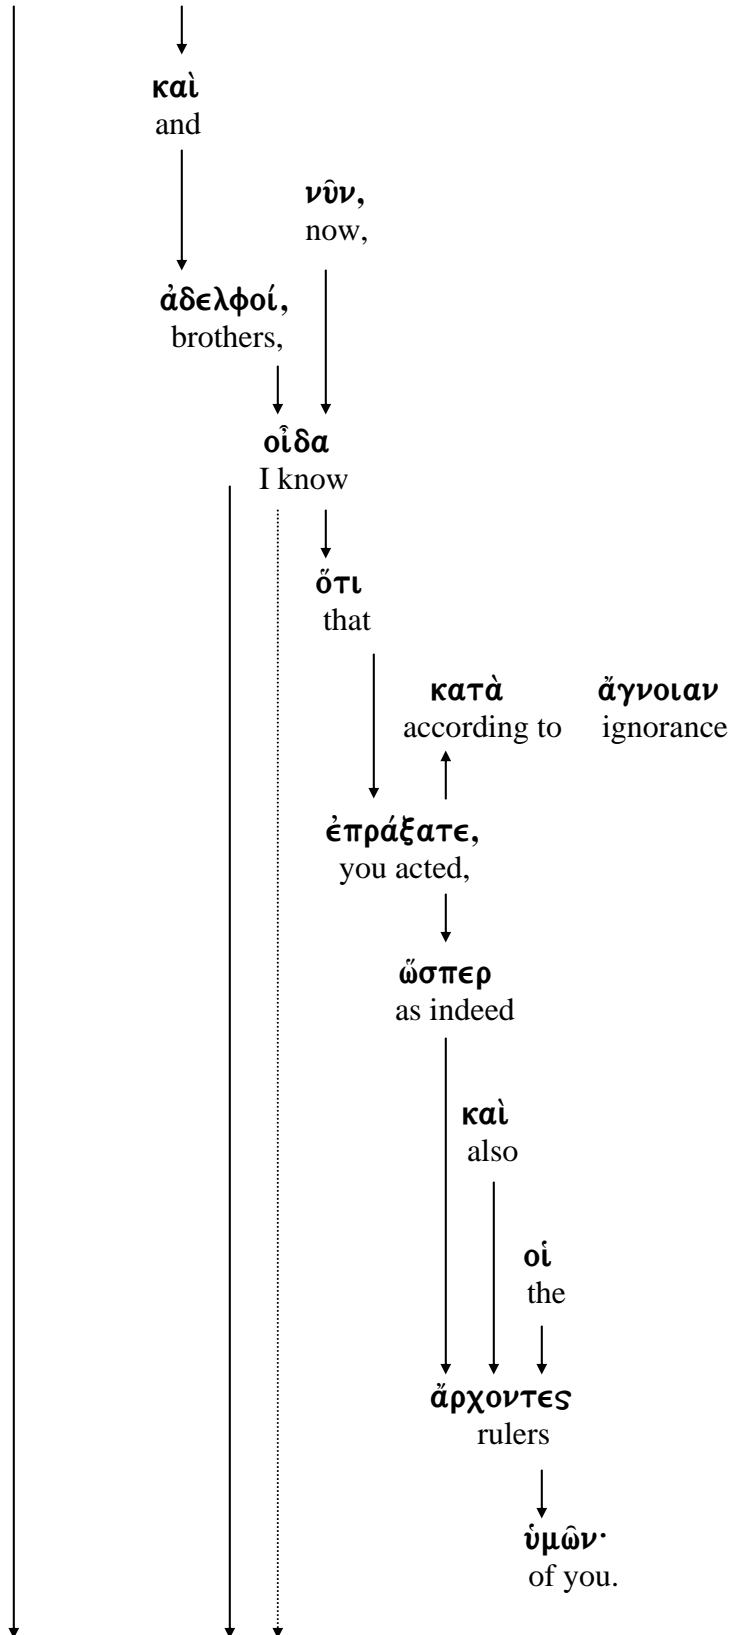 καὶ
and
νῦν,
now,
ἀδελφοί,
brothers,
οἶδα
I know
ὅτι
that
κατὰ ἄγνοιαν
according to ignorance
ἐπράξατε,
you acted,
ὥσπερ
as indeed
καὶ
also
οἱ
the
ἄρχοντες
rulers
ὑμῶν·
of you.